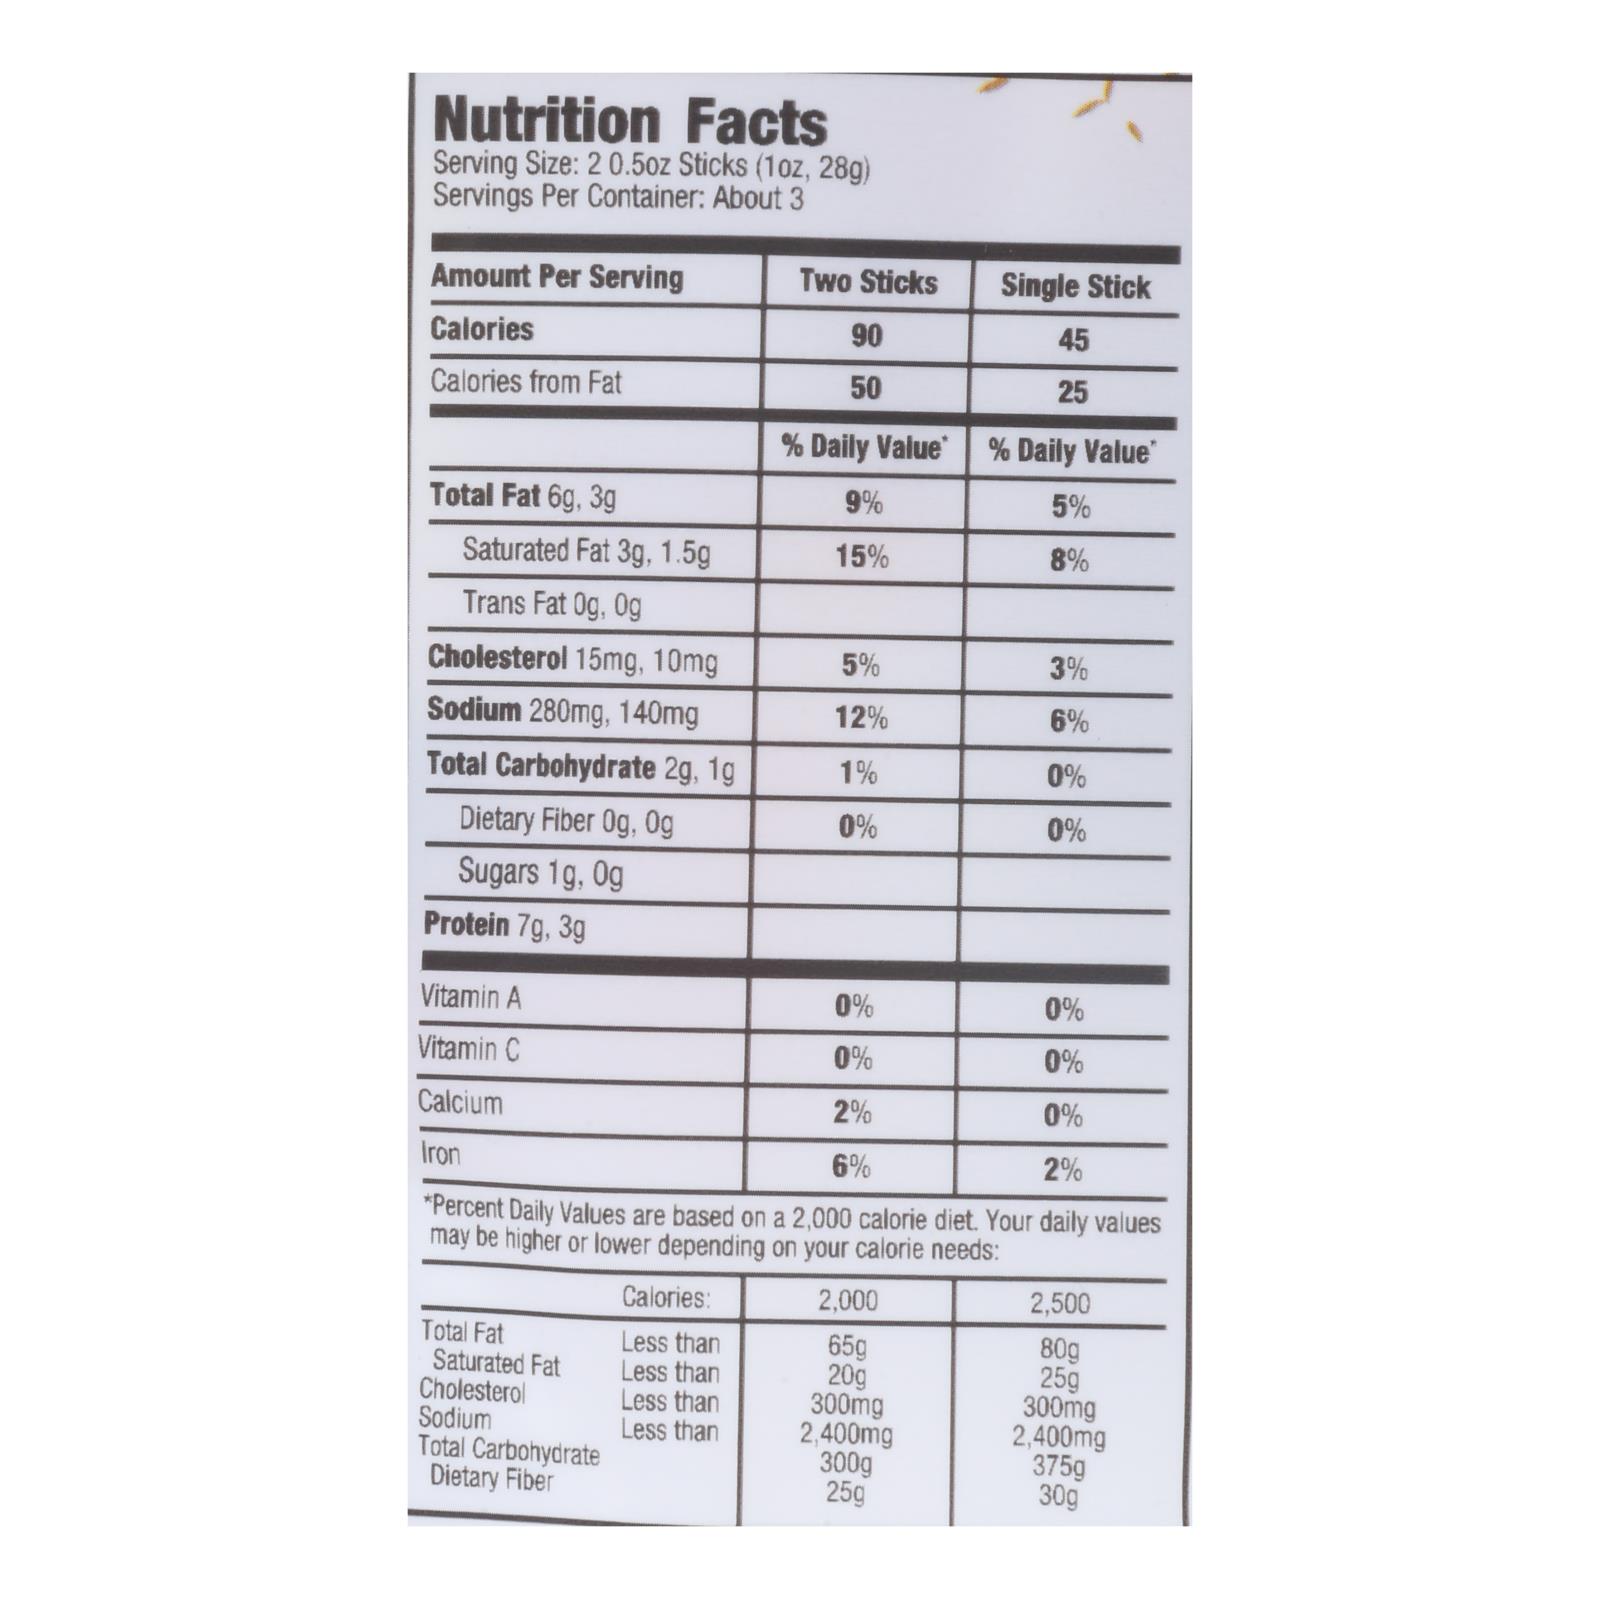 Nutrition Facts
Serving Size: 2 0.5oz Sticks (1oz, 28g)
Servings Per Container: About 3
Amount Per Serving Two Sticks Single Stick
Calories 90 45
Calories from Fat 50 25
% Daily Value* % Daily Value*
Total Fat 6g, 3g 9% 5%
Saturated Fat 3g, 1.5g 15% 8%
Trans Fat 0g, 0g
Cholesterol 15mg, 10mg 5% 3%
Sodium 280mg, 140mg 12% 6%
Total Carbohydrate 2g, 1g 1% 0%
Dietary Fiber 0g, 0g 0% 0%
Sugars 1g, 0g
Protein 7g, 3g
Vitamin A 0% 0%
Vitamin C 0% 0%
Calcium 2% 0%
Iron 6% 2%
*Percent Daily Values are based on a 2,000 calorie diet. Your daily values
may be higher or lower depending on your calorie needs:
Calories: 2,000 2,500
Total Fat Less than 65g 80g
Saturated Fat Less than 20g 25g
Cholesterol Less than 300mg 300mg
Sodium Less than 2,400mg 2,400mg
Total Carbohydrate 300g 375g
Dietary Fiber 25g 30g